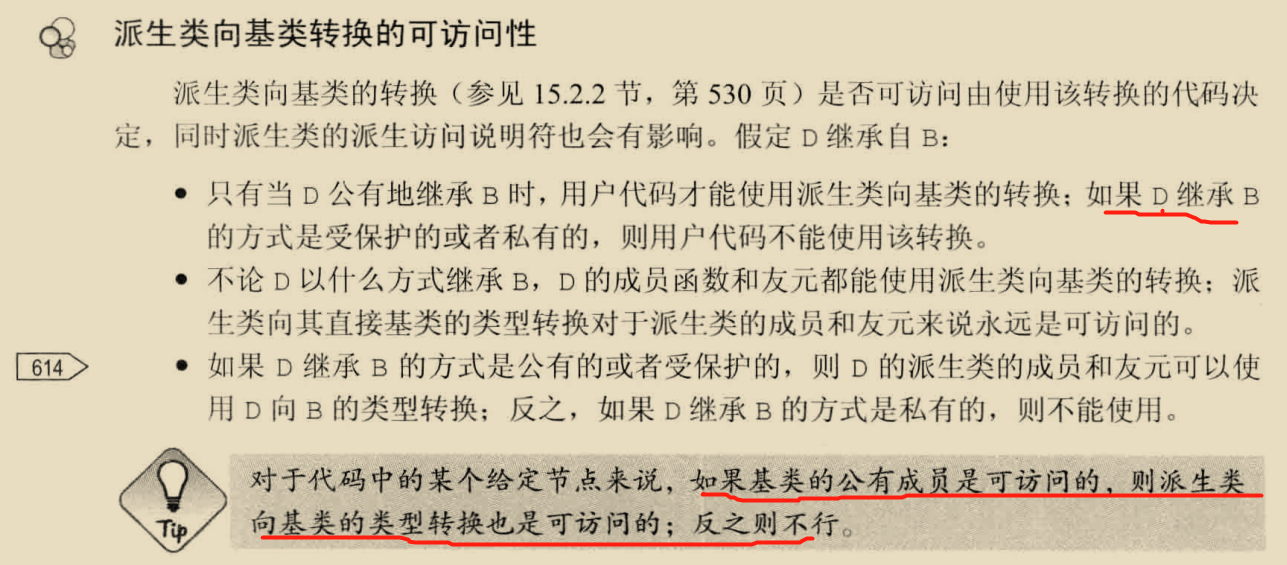 派生类向基类转换的可访问性
派生类向基类的转换（参见 15.2.2 节，第 530 页）是否可访问由使用该转换的代码决
定，同时派生类的派生访问说明符也会有影响。假定 D 继承自 B：
• 只有当 D 公有地继承 B 时，用户代码才能使用派生类向基类的转换；如果 D 继承 B
的方式是受保护的或者私有的，则用户代码不能使用该转换。
• 不论 D 以什么方式继承 B，D 的成员函数和友元都能使用派生类向基类的转换；派
生类向其直接基类的类型转换对于派生类的成员和友元来说永远是可访问的。
614
• 如果 D 继承 B 的方式是公有的或者受保护的，则 D 的派生类的成员和友元可以使
用 D 向 B 的类型转换；反之，如果 D 继承 B 的方式是私有的，则不能使用。
Tip
对于代码中的某个给定节点来说，如果基类的公有成员是可访问的，则派生类
向基类的类型转换也是可访问的；反之则不行。